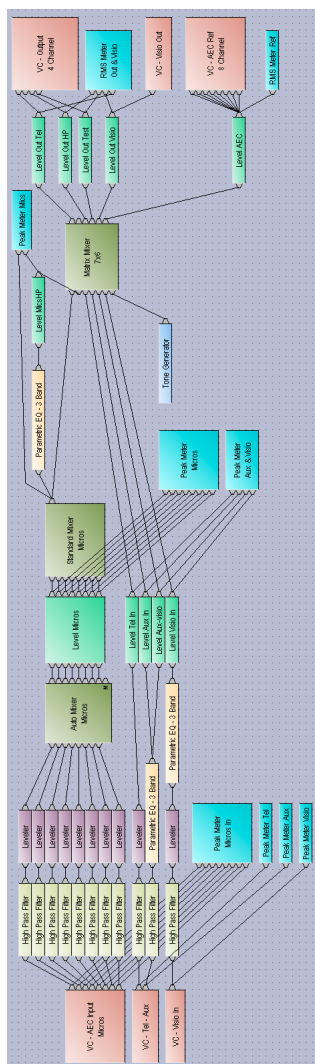 VC - Output
4 Channel
RMS Meter
Out & Visio
VC - Visio Out
VC - AEC Ref
8 Channel
RMS Meter Ref
Level Out Tel
Level Out HP
Level Out Test
Level Out Visio
Level AEC
Peak Meter Mics
Matrix Mixer
7x6
Level MicsHP
Tone Generator
Parametric EQ - 3 Band
Standard Mixer
Micros
Peak Meter
Micros
Peak Meter
Aux & Visio
Level Micros
Level Tel In
Level Aux In
Level Aux-visio
Level Visio In
Auto Mixer
Micros
Parametric EQ - 3 Band
Parametric EQ - 3 Band
Leveler
Leveler
Leveler
Leveler
Leveler
Leveler
Leveler
Leveler
Leveler
Leveler
High Pass Filter
High Pass Filter
High Pass Filter
High Pass Filter
High Pass Filter
High Pass Filter
High Pass Filter
High Pass Filter
High Pass Filter
High Pass Filter
High Pass Filter
Peak Meter
Micros In
Peak Meter Tel
Peak Meter Aux
Peak Meter Visio
VC - AEC Input
Micros
VC - Tel - Aux
VC - Visio In